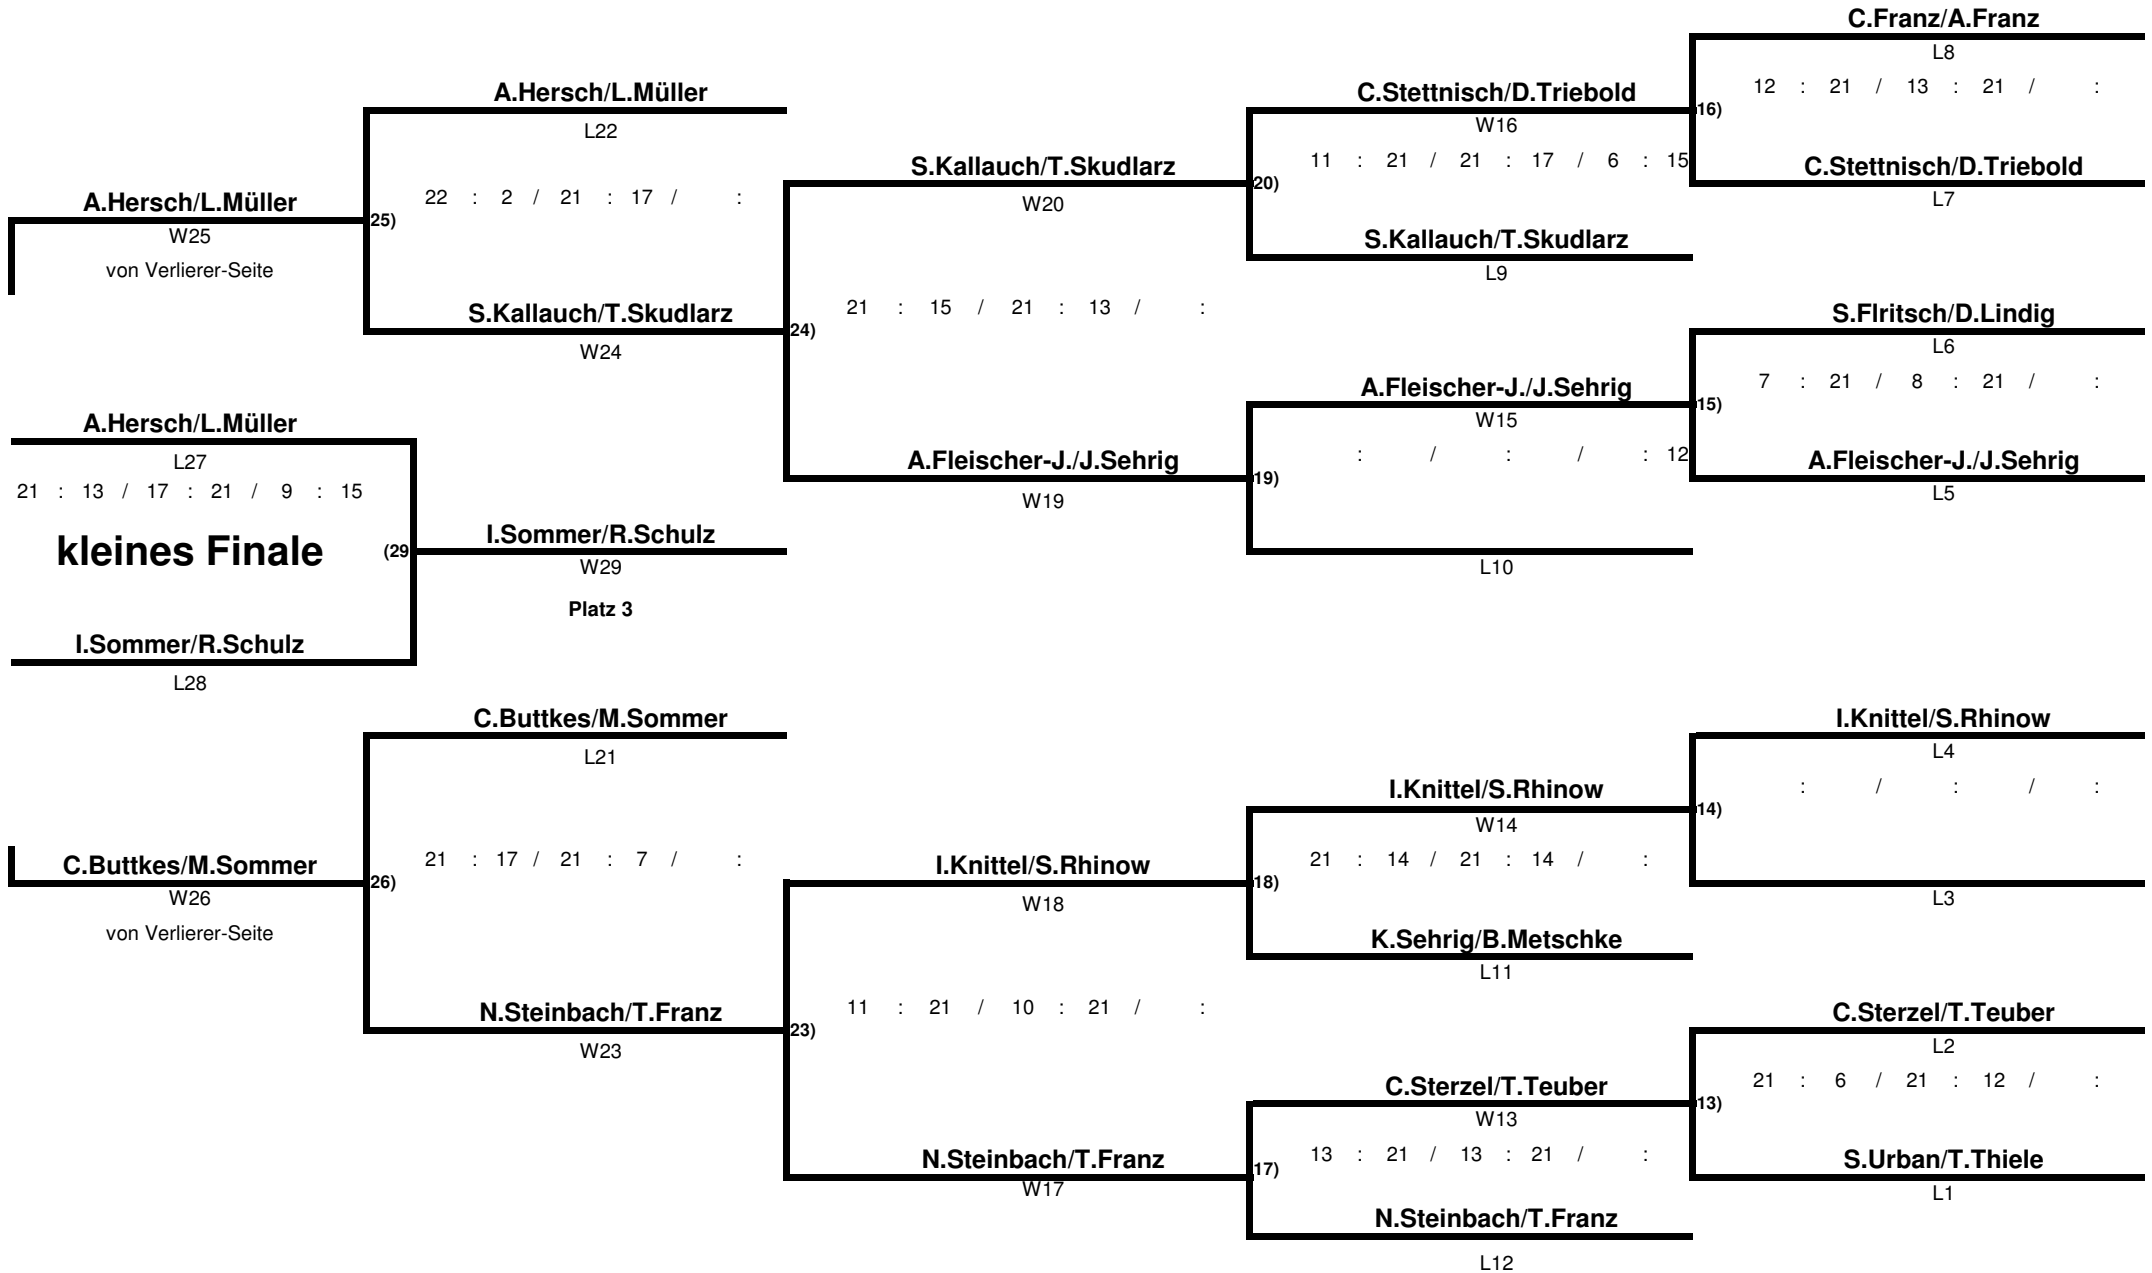 C.Franz/A.Franz
L8
12 : 21 / 13 : 21 / :
16)
C.Stettnisch/D.Triebold
L7
A.Hersch/L.Müller
L22
22 : 2 / 21 : 17 / :
25)
S.Kallauch/T.Skudlarz
W24
A.Hersch/L.Müller
W25
von Verlierer-Seite
S.Kallauch/T.Skudlarz
W20
21 : 15 / 21 : 13 / :
24)
A.Fleischer-J./J.Sehrig
W19
C.Stettnisch/D.Triebold
W16
11 : 21 / 21 : 17 / 6 : 15
20)
S.Kallauch/T.Skudlarz
L9
S.Flritsch/D.Lindig
L6
7 : 21 / 8 : 21 / :
15)
A.Fleischer-J./J.Sehrig
L5
A.Fleischer-J./J.Sehrig
W15
: / : / : 12
19)
L10
A.Hersch/L.Müller
L27
21 : 13 / 17 : 21 / 9 : 15
kleines Finale
(29
I.Sommer/R.Schulz
L28
I.Sommer/R.Schulz
W29
Platz 3
C.Buttkes/M.Sommer
L21
21 : 17 / 21 : 7 / :
26)
N.Steinbach/T.Franz
W23
C.Buttkes/M.Sommer
W26
von Verlierer-Seite
I.Knittel/S.Rhinow
W18
11 : 21 / 10 : 21 / :
23)
N.Steinbach/T.Franz
W17
I.Knittel/S.Rhinow
W14
21 : 14 / 21 : 14 / :
18)
K.Sehrig/B.Metschke
L11
I.Knittel/S.Rhinow
L4
: / : / :
14)
L3
C.Sterzel/T.Teuber
L2
21 : 6 / 21 : 12 / :
13)
S.Urban/T.Thiele
L1
C.Sterzel/T.Teuber
W13
13 : 21 / 13 : 21 / :
17)
N.Steinbach/T.Franz
L12